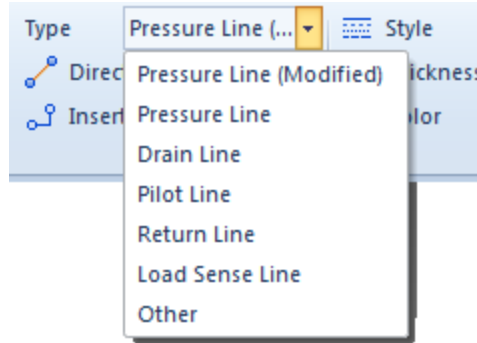 Type Pressure Line (... Style
Direc Pressure Line (Modified) ickness
Insert Pressure Line lor
Drain Line
Pilot Line
Return Line
Load Sense Line
Other